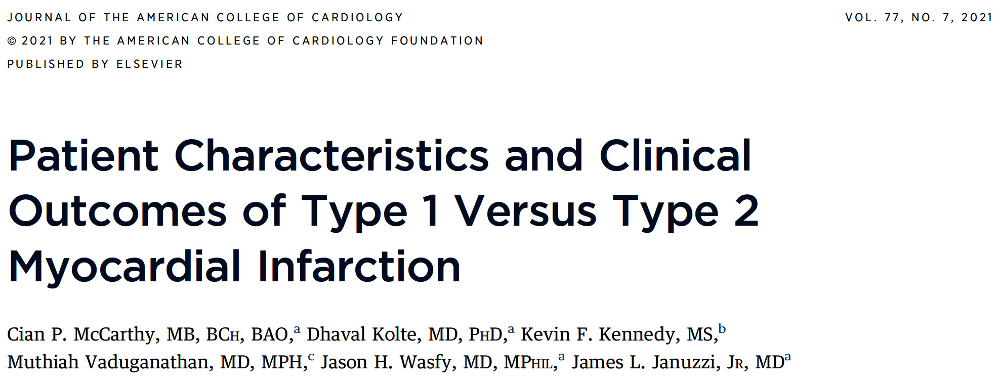 JOURNAL OF THE AMERICAN COLLEGE OF CARDIOLOGY VOL. 77, NO. 7, 2021
© 2021 BY THE AMERICAN COLLEGE OF CARDIOLOGY FOUNDATION
PUBLISHED BY ELSEVIER
Patient Characteristics and Clinical
Outcomes of Type 1 Versus Type 2
Myocardial Infarction
Cian P. McCarthy, MB, BCH, BAO,a Dhaval Kolte, MD, PHD,a Kevin F. Kennedy, MS,b
Muthiah Vaduganathan, MD, MPH,c Jason H. Wasfy, MD, MPHIL,a James L. Januzzi, JR, MDa